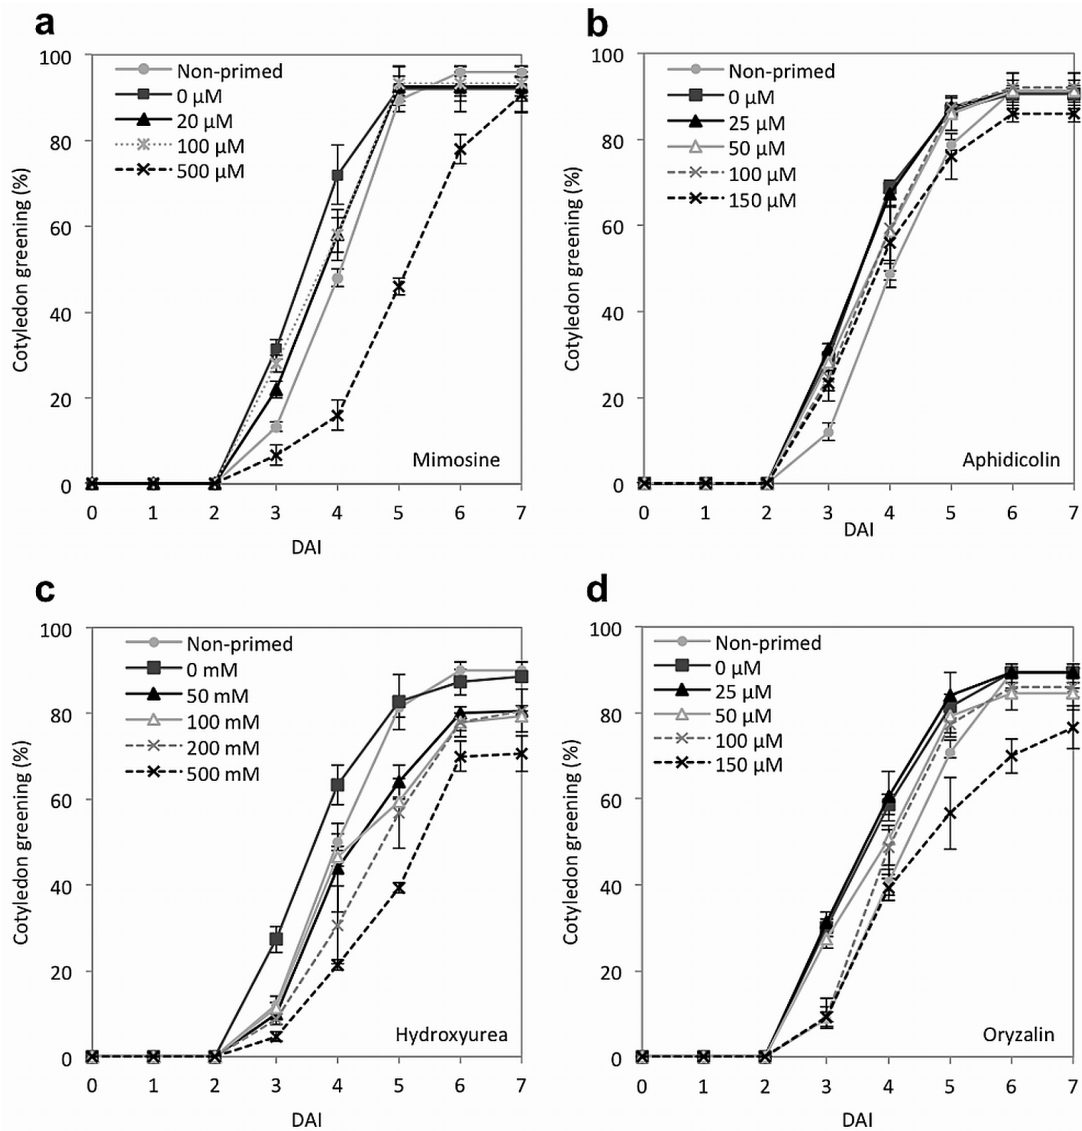 a
Cotyledon greening (%)
100
80
60
40
20
0
Non-primed
0 µM
20 µM
100 µM
500 µM
Mimosine
0 1 2 3 4 5 6 7
DAI
b
Cotyledon greening (%)
100
80
60
40
20
0
Non-primed
0 µM
25 µM
50 µM
100 µM
150 µM
Aphidicolin
0 1 2 3 4 5 6 7
DAI
c
Cotyledon greening (%)
100
80
60
40
20
0
Non-primed
0 mM
50 mM
100 mM
200 mM
500 mM
Hydroxyurea
0 1 2 3 4 5 6 7
DAI
d
Cotyledon greening (%)
100
80
60
40
20
0
Non-primed
0 µM
25 µM
50 µM
100 µM
150 µM
Oryzalin
0 1 2 3 4 5 6 7
DAI